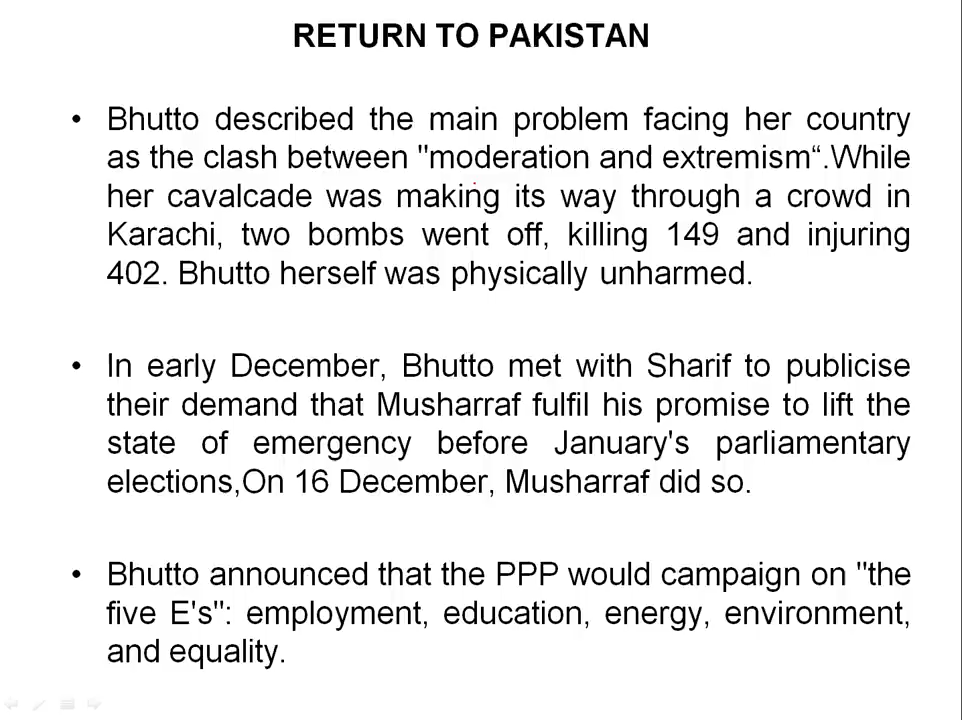 RETURN TO PAKISTAN
• Bhutto described the main problem facing her country
as the clash between "moderation and extremism“.While
her cavalcade was making its way through a crowd in
Karachi, two bombs went off, killing 149 and injuring
402. Bhutto herself was physically unharmed.
• In early December, Bhutto met with Sharif to publicise
their demand that Musharraf fulfil his promise to lift the
state of emergency before January's parliamentary
elections,On 16 December, Musharraf did so.
• Bhutto announced that the PPP would campaign on "the
five E's": employment, education, energy, environment,
and equality.